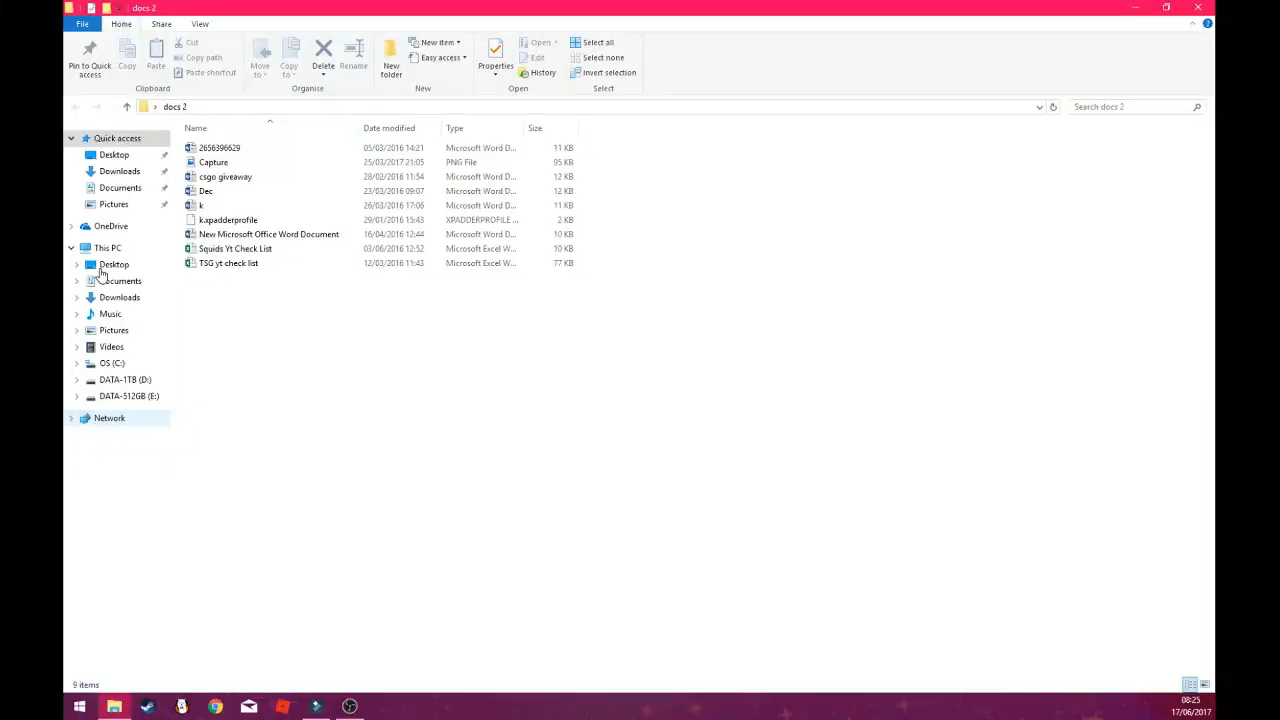 docs 2
File Home Share View
Pin to Quick access
Copy
Paste
Cut
Copy path
Paste shortcut
Move to
Copy to
Delete
Rename
New folder
New item
Easy access
Properties
Open
Edit
History
Select all
Select none
Invert selection
Clipboard Organise New Open Select
docs 2 Search docs 2
Name Date modified Type Size
Quick access
Desktop
Downloads
Documents
Pictures
OneDrive
This PC
Desktop
ocuments
Downloads
Music
Pictures
Videos
OS (C:)
DATA-1TB (D:)
DATA-512GB (E:)
Network
2656396629 05/03/2016 14:21 Microsoft Word D... 11 KB
Capture 25/03/2017 21:05 PNG File 95 KB
csgo giveaway 28/02/2016 11:54 Microsoft Word D... 12 KB
Dec 23/03/2016 09:07 Microsoft Word D... 12 KB
k 26/03/2016 17:06 Microsoft Word D... 11 KB
k.xpadderprofile 29/01/2016 15:43 XPADDERPROFILE ... 2 KB
New Microsoft Office Word Document 16/04/2016 12:44 Microsoft Word D... 10 KB
Squids Yt Check List 03/06/2016 12:52 Microsoft Excel W... 10 KB
TSG yt check list 12/03/2016 11:43 Microsoft Excel W... 77 KB
9 items
08:25
17/06/2017